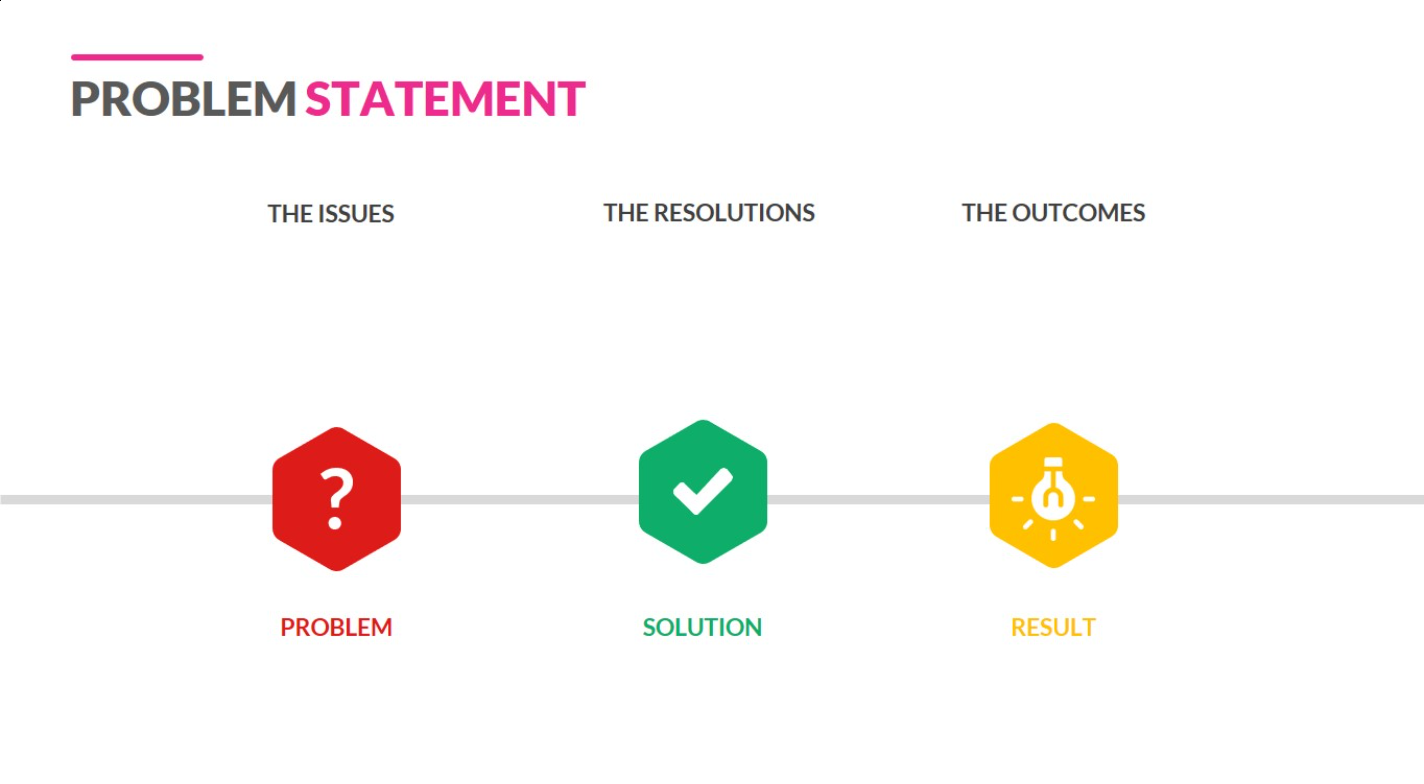 PROBLEM STATEMENT
THE ISSUES
THE RESOLUTIONS
THE OUTCOMES
?
PROBLEM
SOLUTION
RESULT